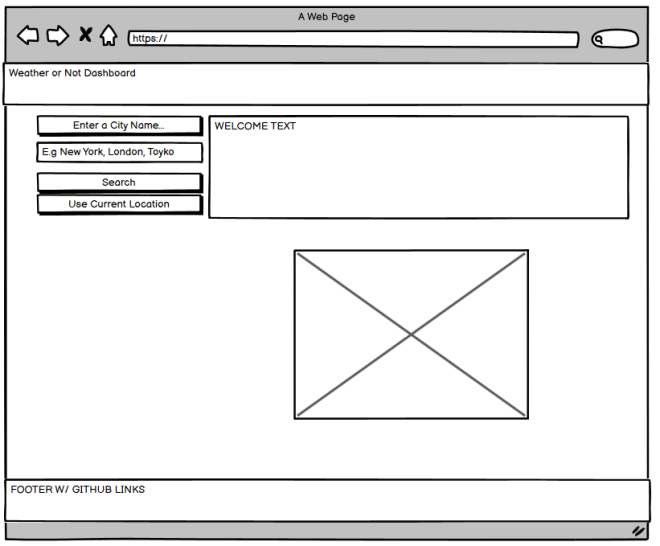 A Web Page
https://
Weather or Not Dashboard
Enter a City Name...
E.g New York, London, Toyko
Search
Use Current Location
WELCOME TEXT
FOOTER W/ GITHUB LINKS